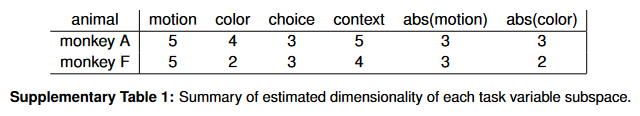 animal motion color choice context abs(motion) abs(color)
monkey A 5 4 3 5 3 3
monkey F 5 2 3 4 3 2
Supplementary Table 1: Summary of estimated dimensionality of each task variable subspace.